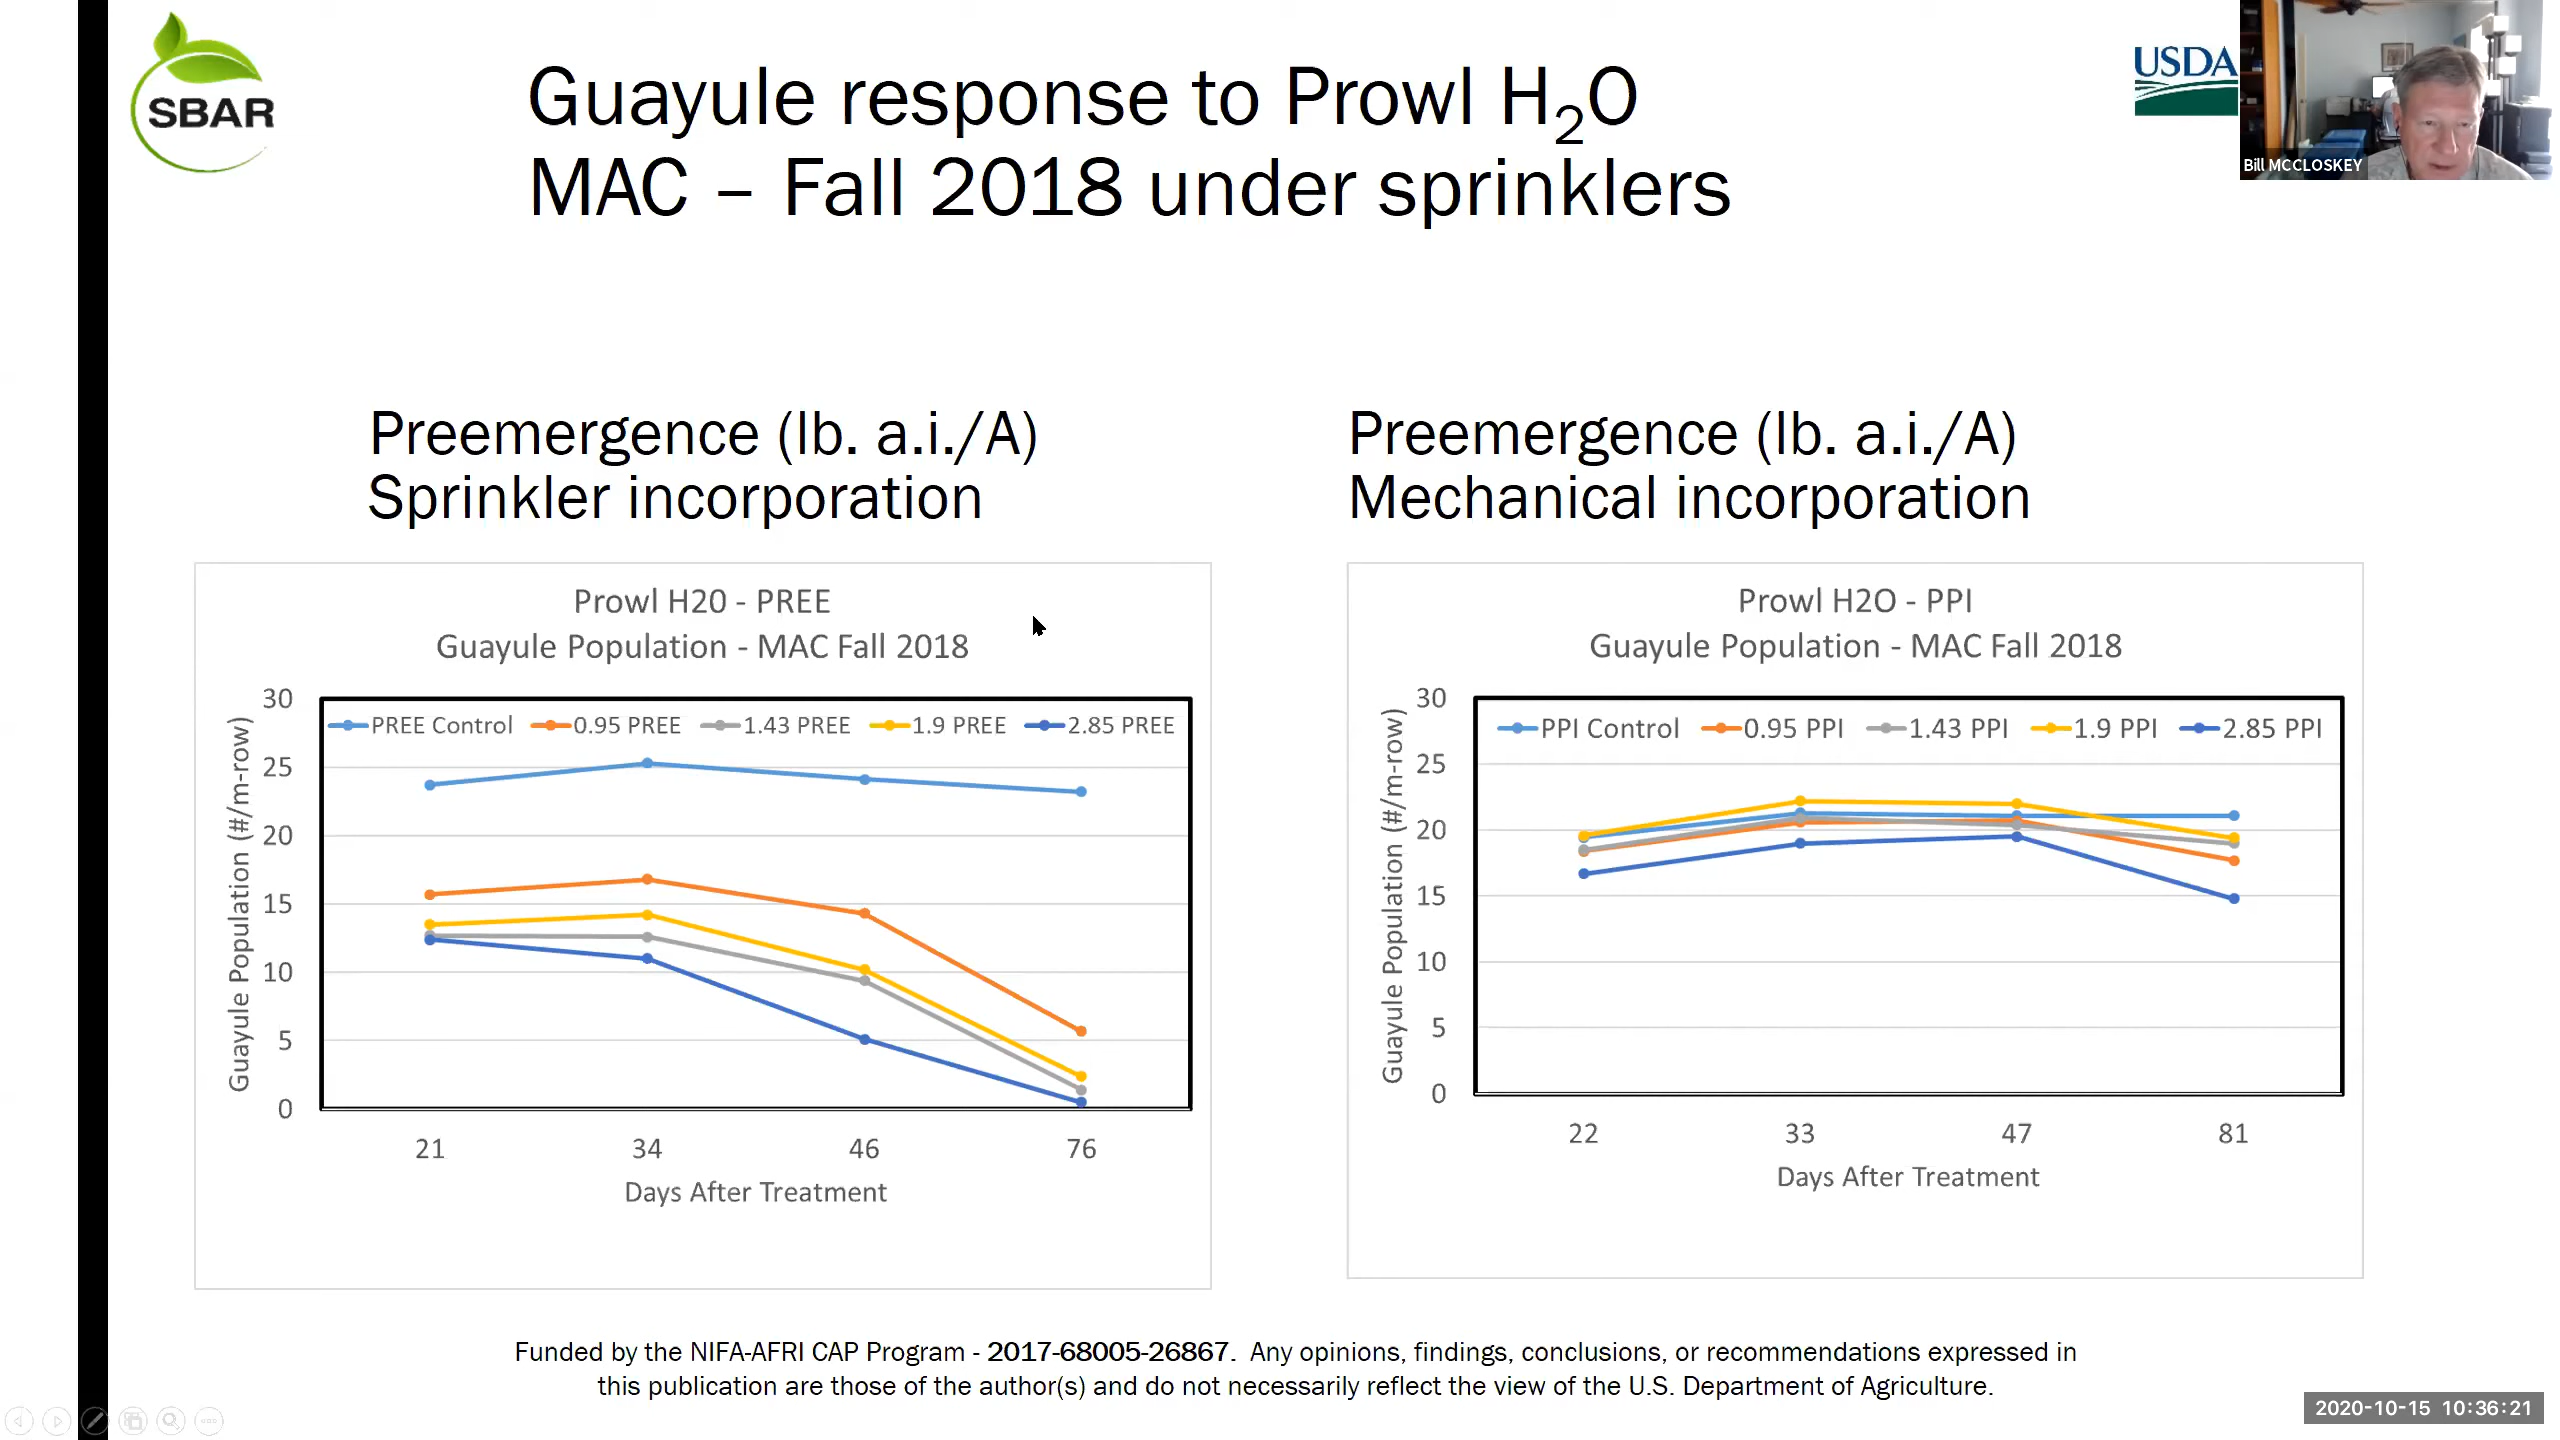 SBAR
Guayule response to Prowl H₂O
MAC – Fall 2018 under sprinklers
USDA
Bill MCCLOSKEY
Preemergence (lb. a.i./A)
Sprinkler incorporation
Preemergence (lb. a.i./A)
Mechanical incorporation
Prowl H20 - PREE
Guayule Population - MAC Fall 2018
Guayule Population (#/m-row)
30
25
20
15
10
5
0
PREE Control 0.95 PREE 1.43 PREE 1.9 PREE 2.85 PREE
21 34 46 76
Days After Treatment
Prowl H2O - PPI
Guayule Population - MAC Fall 2018
Guayule Population (#/m-row)
30
25
20
15
10
5
0
PPI Control 0.95 PPI 1.43 PPI 1.9 PPI 2.85 PPI
22 33 47 81
Days After Treatment
Funded by the NIFA-AFRI CAP Program - 2017-68005-26867. Any opinions, findings, conclusions, or recommendations expressed in
this publication are those of the author(s) and do not necessarily reflect the view of the U.S. Department of Agriculture.
2020-10-15 10:36:21